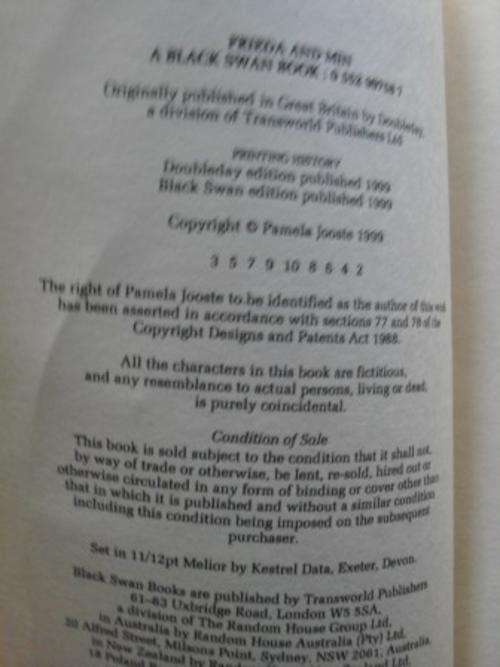 FRIEDA AND MIN
A BLACK SWAN BOOK : 0 552
Originally published in Great Britain by Doubleday,
a division of Transworld Publishers Ltd
PRINTING HISTORY
Doubleday edition published 1999
Black Swan edition published 1999
Copyright © Pamela Jooste 1999
3 5 7 9 10 8 6 4 2
The right of Pamela Jooste to be identified as the author of this work
has been asserted in accordance with sections 77 and 78 of the
Copyright Designs and Patents Act 1988.
All the characters in this book are fictitious,
and any resemblance to actual persons, living or dead,
is purely coincidental.
Condition of Sale
This book is sold subject to the condition that it shall not,
by way of trade or otherwise, be lent, re-sold, hired out or
otherwise circulated in any form of binding or cover other than
that in which it is published and without a similar condition
including this condition being imposed on the subsequent
purchaser.
Set in 11/12pt Melior by Kestrel Data, Exeter, Devon.
Black Swan Books are published by Transworld Publishers
61–63 Uxbridge Road, London W5 5SA,
a division of The Random House Group Ltd,
in Australia by Random House Australia (Pty) Ltd,
20 Alfred Street, Milsons Point, Sydney, NSW 2061, Australia,
in New Zealand by
18 Poland